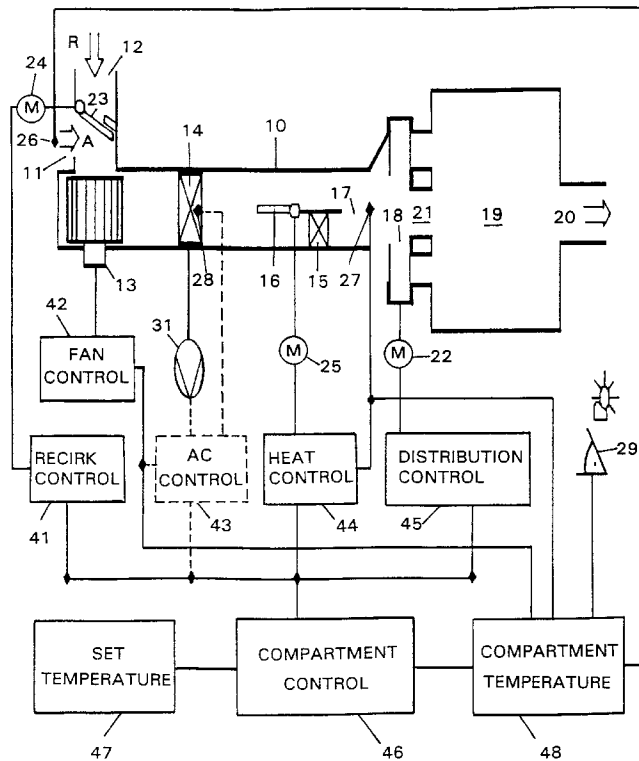 R
12
24
M
23
26
A
11
14
10
17
18
21
19
20
13
28
16
15
27
42
31
M
25
M
22
FAN
CONTROL
29
RECIRK
CONTROL
AC
CONTROL
HEAT
CONTROL
DISTRIBUTION
CONTROL
41
43
44
45
SET
TEMPERATURE
COMPARTMENT
CONTROL
COMPARTMENT
TEMPERATURE
47
46
48